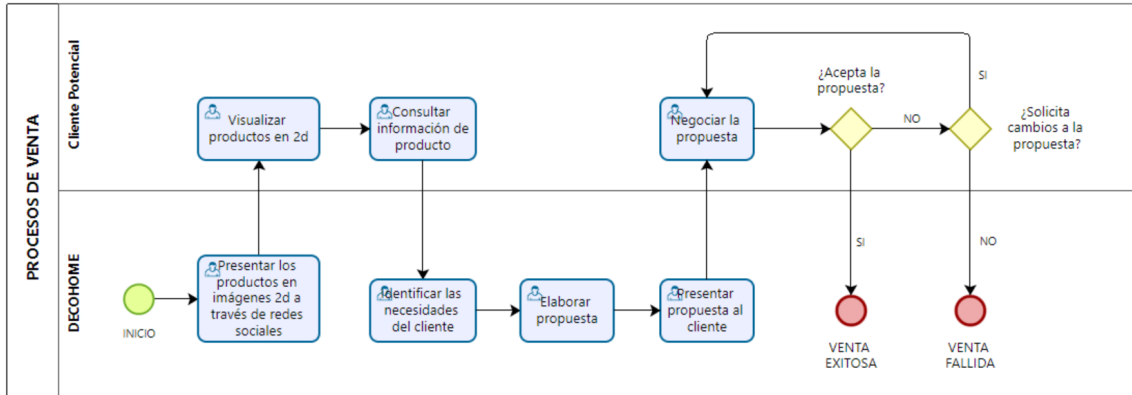 PROCESOS DE VENTA
Cliente Potencial
Visualizar
productos en 2d
Consultar
información de
producto
Negociar la
propuesta
¿Acepta la
propuesta?
NO
SI
¿Solicita
cambios a la
propuesta?
DECOHOME
INICIO
Presentar los
productos en
imágenes 2d a
través de redes
sociales
Identificar las
necesidades
del cliente
Elaborar
propuesta
Presentar
propuesta al
cliente
SI
VENTA
EXITOSA
NO
VENTA
FALLIDA